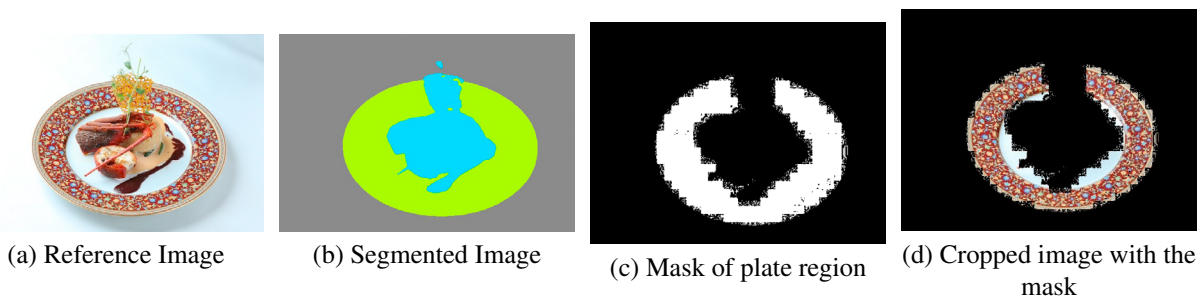 (a) Reference Image
(b) Segmented Image
(c) Mask of plate region
(d) Cropped image with the
mask